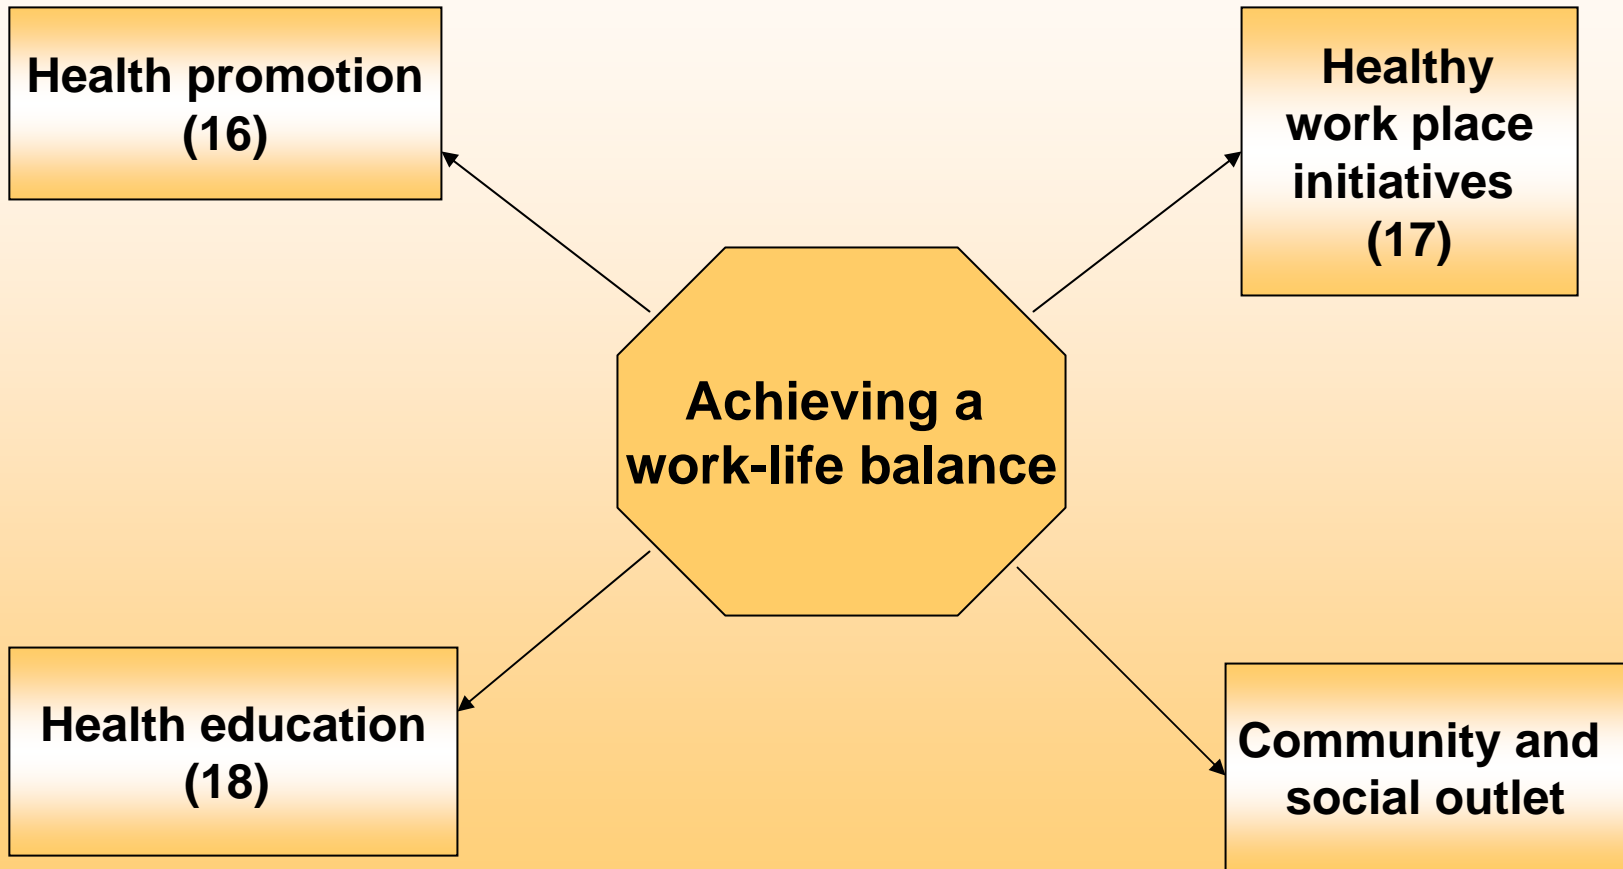 Health promotion
(16)
Healthy
work place
initiatives
(17)
Achieving a
work-life balance
Health education
(18)
Community and
social outlet